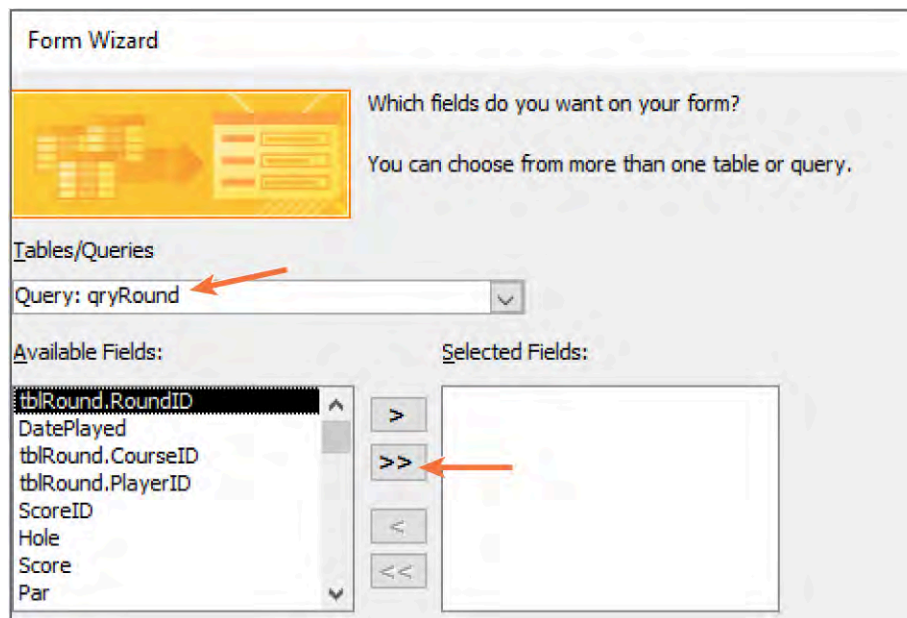 Form Wizard
Which fields do you want on your form?
You can choose from more than one table or query.
Tables/Queries
Query: qryRound
Available Fields:
Selected Fields:
tblRound.RoundID
DatePlayed
tblRound.CourseID
tblRound.PlayerID
ScoreID
Hole
Score
Par
>
>>
<
<<